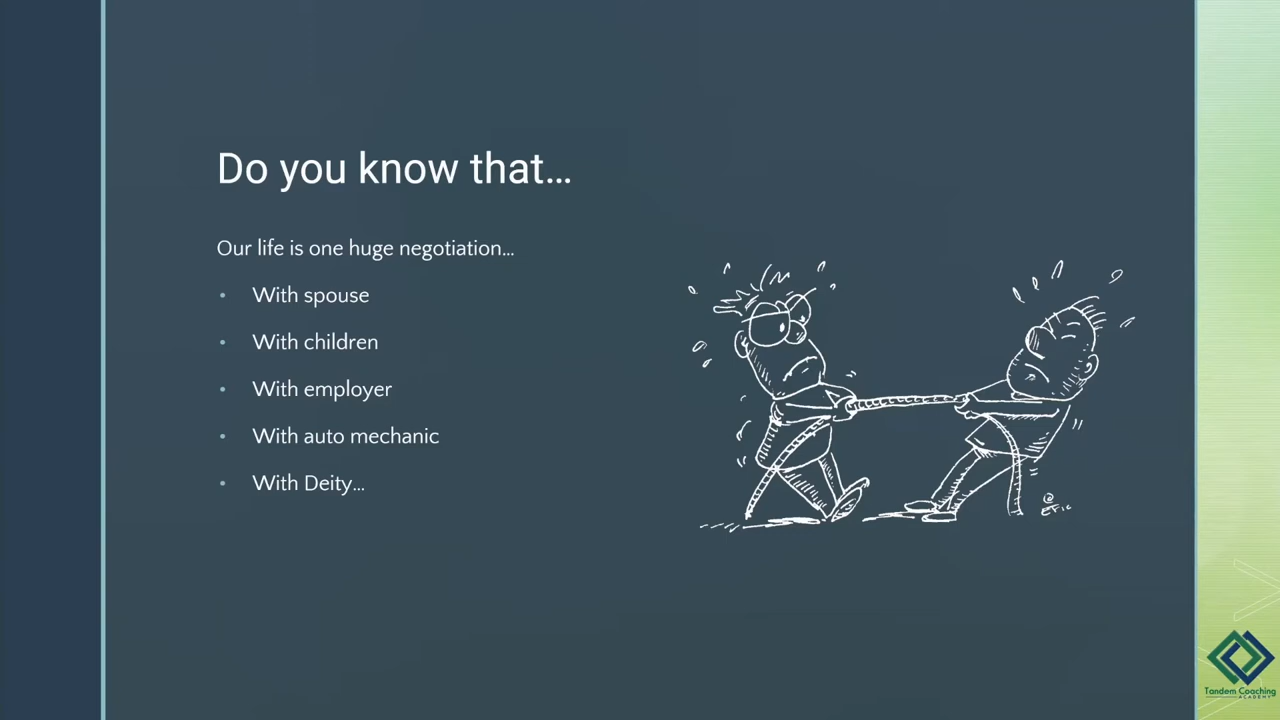 Do you know that…
Our life is one huge negotiation…
• With spouse
• With children
• With employer
• With auto mechanic
• With Deity…
Tandem Coaching
ACADEMY